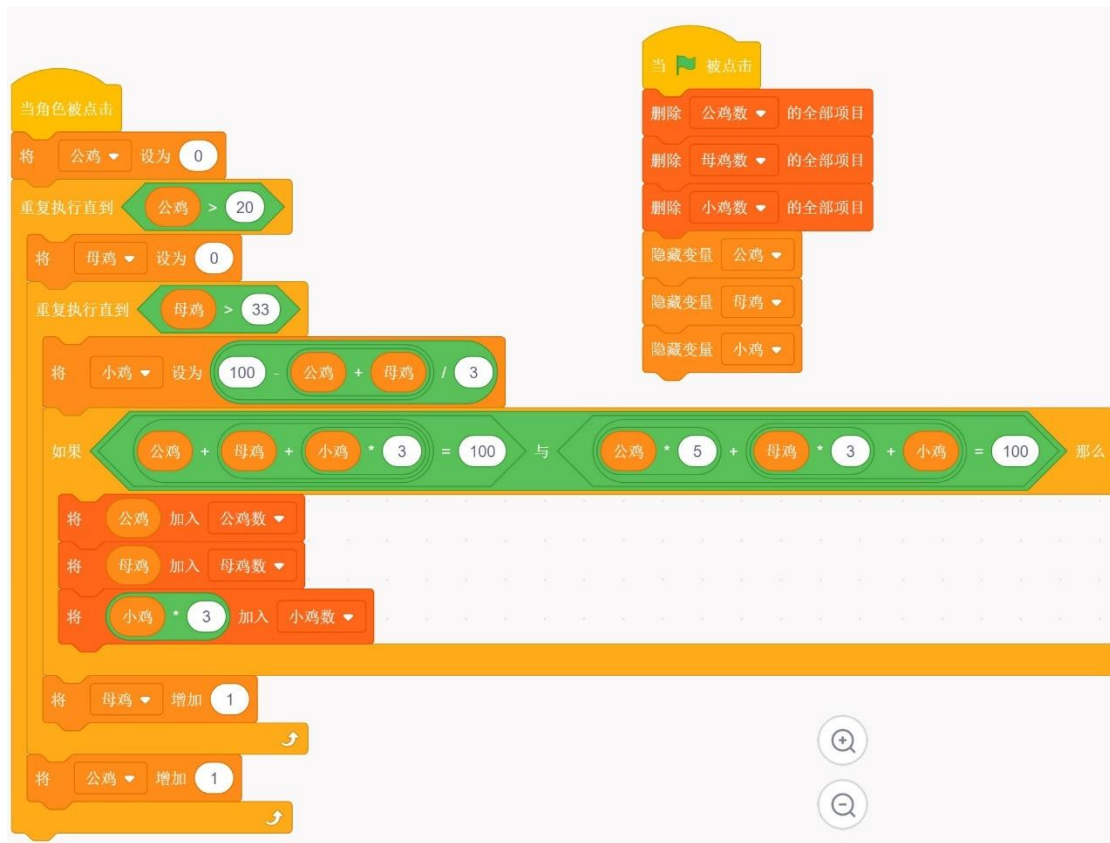 当角色被点击
将 公鸡 设为 0
重复执行直到 公鸡 > 20
将 母鸡 设为 0
重复执行直到 母鸡 > 33
将 小鸡 设为 100 - 公鸡 + 母鸡 / 3
如果 公鸡 + 母鸡 + 小鸡 * 3 = 100 与 公鸡 * 5 + 母鸡 * 3 + 小鸡 = 100 那么
将 公鸡 加入 公鸡数
将 母鸡 加入 母鸡数
将 小鸡 * 3 加入 小鸡数
将 母鸡 增加 1
将 公鸡 增加 1
当 被点击
删除 公鸡数 的全部项目
删除 母鸡数 的全部项目
删除 小鸡数 的全部项目
隐藏变量 公鸡
隐藏变量 母鸡
隐藏变量 小鸡